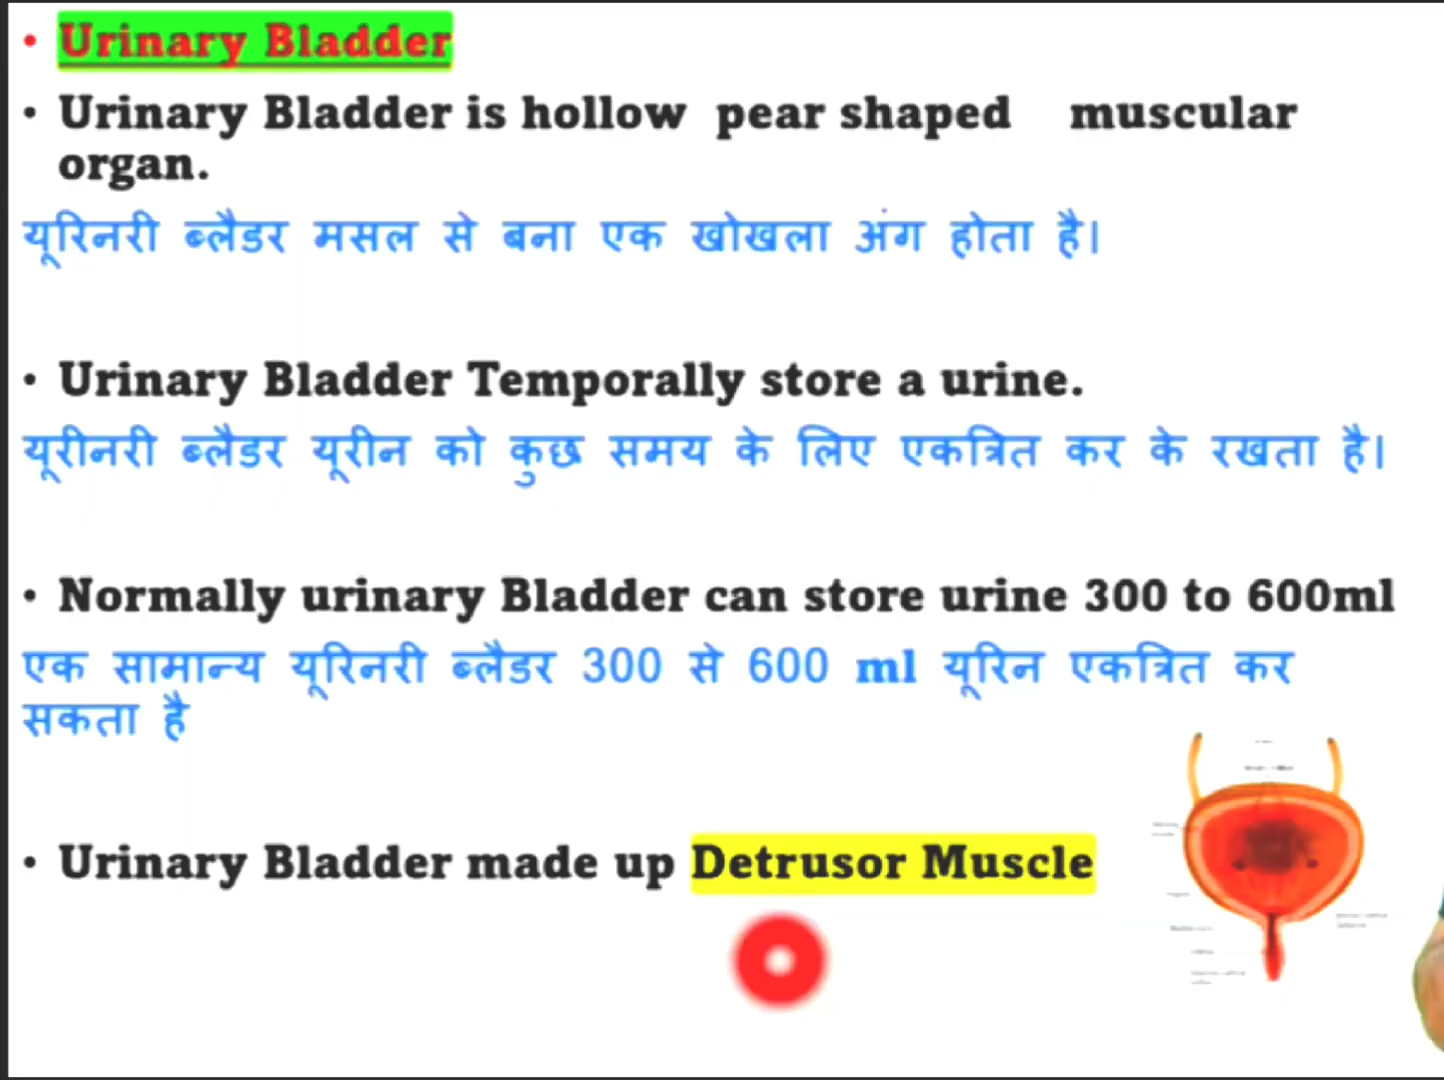 • Urinary Bladder
• Urinary Bladder is hollow pear shaped muscular
organ.
यूरिनरी ब्लैडर मसल से बना एक खोखला अंग होता है।
• Urinary Bladder Temporally store a urine.
यूरीनरी ब्लैडर यूरीन को कुछ समय के लिए एकत्रित कर के रखता है।
• Normally urinary Bladder can store urine 300 to 600ml
एक सामान्य यूरिनरी ब्लैडर 300 से 600 ml यूरिन एकत्रित कर
सकता है
• Urinary Bladder made up Detrusor Muscle